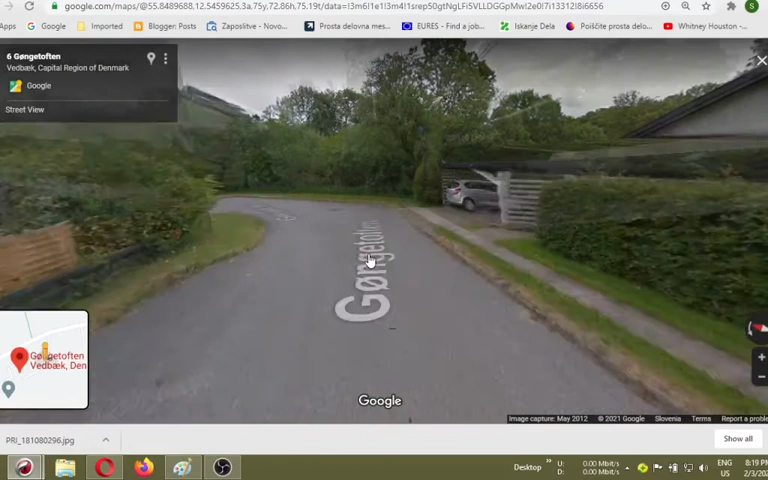 google.com/maps/@55.8489688,12.5459625,3a,75y,72.86h,75.19t/data=!3m6!1e1!3m4!1srep50gtNgLFi5VLLDGGpMw!2e0!7i13312!8i6656
Apps Google Imported Blogger: Posts Zaposlitve - Novo... Prosta delovna mes... EURES - Find a job... Iskanje Dela Poiščite prosta delo... Whitney Houston:...
6 Gøngetoften
Vedbæk, Capital Region of Denmark
Google
Street View
Gøngetoften
Gøngetoften
Vedbæk, Den
Google
Image capture: May 2012 © 2021 Google Slovenia Terms Report a proble
PRI_181080296.jpg
Show all
Desktop
U: 0.00 Mbit/s
D: 0.00 Mbit/s
ENG
US
8:19 PM
2/3/202